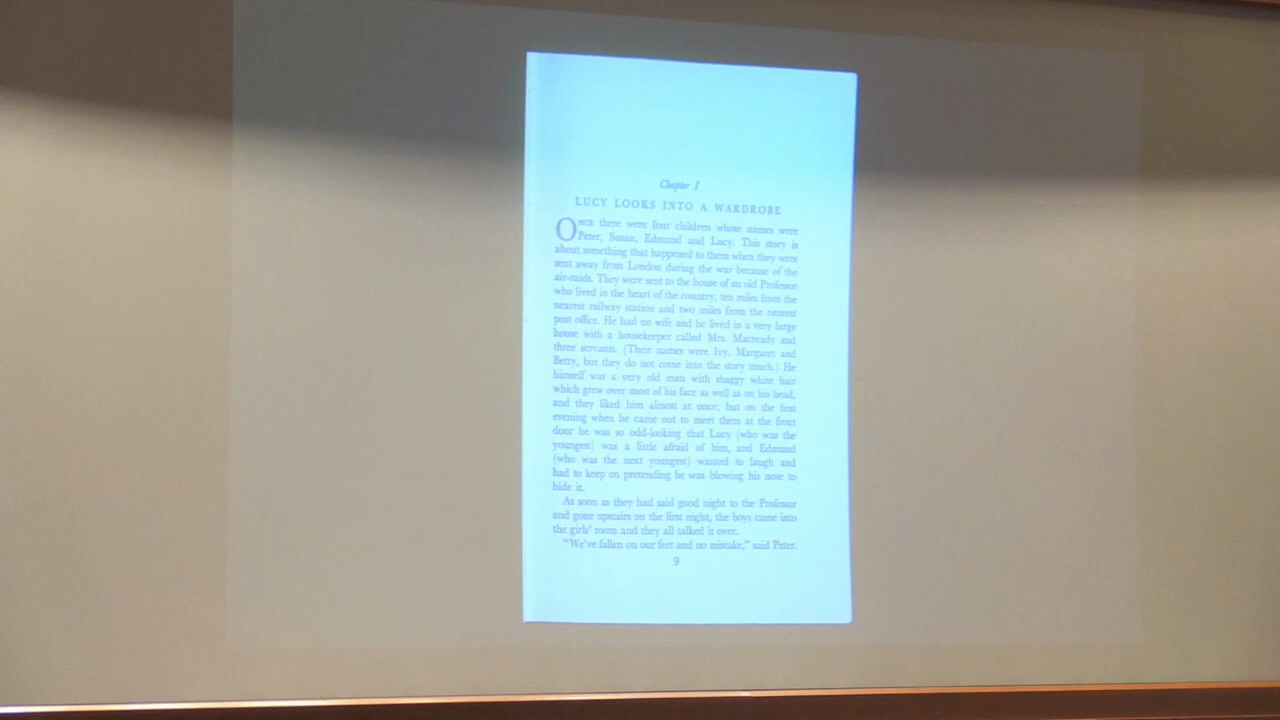 Chapter I
LUCY LOOKS INTO A WARDROBE
ONCE there were four children whose names were
Peter, Susan, Edmund and Lucy. This story is
about something that happened to them when they were
sent away from London during the war because of the
air-raids. They were sent to the house of an old Professor
who lived in the heart of the country, ten miles from the
nearest railway station and two miles from the nearest
post office. He had no wife and he lived in a very large
house with a housekeeper called Mrs. Macready and
three servants. (Their names were Ivy, Margaret and
Betty, but they do not come into the story much.) He
himself was a very old man with shaggy white hair
which grew over most of his face as well as on his head,
and they liked him almost at once; but on the first
evening when he came out to meet them at the front
door he was so odd-looking that Lucy (who was the
youngest) was a little afraid of him, and Edmund
(who was the next youngest) wanted to laugh and
had to keep on pretending he was blowing his nose to
hide it.
As soon as they had said good night to the Professor
and gone upstairs on the first night, the boys came into
the girls' room and they all talked it over.
"We've fallen on our feet and no mistake," said Peter.
9